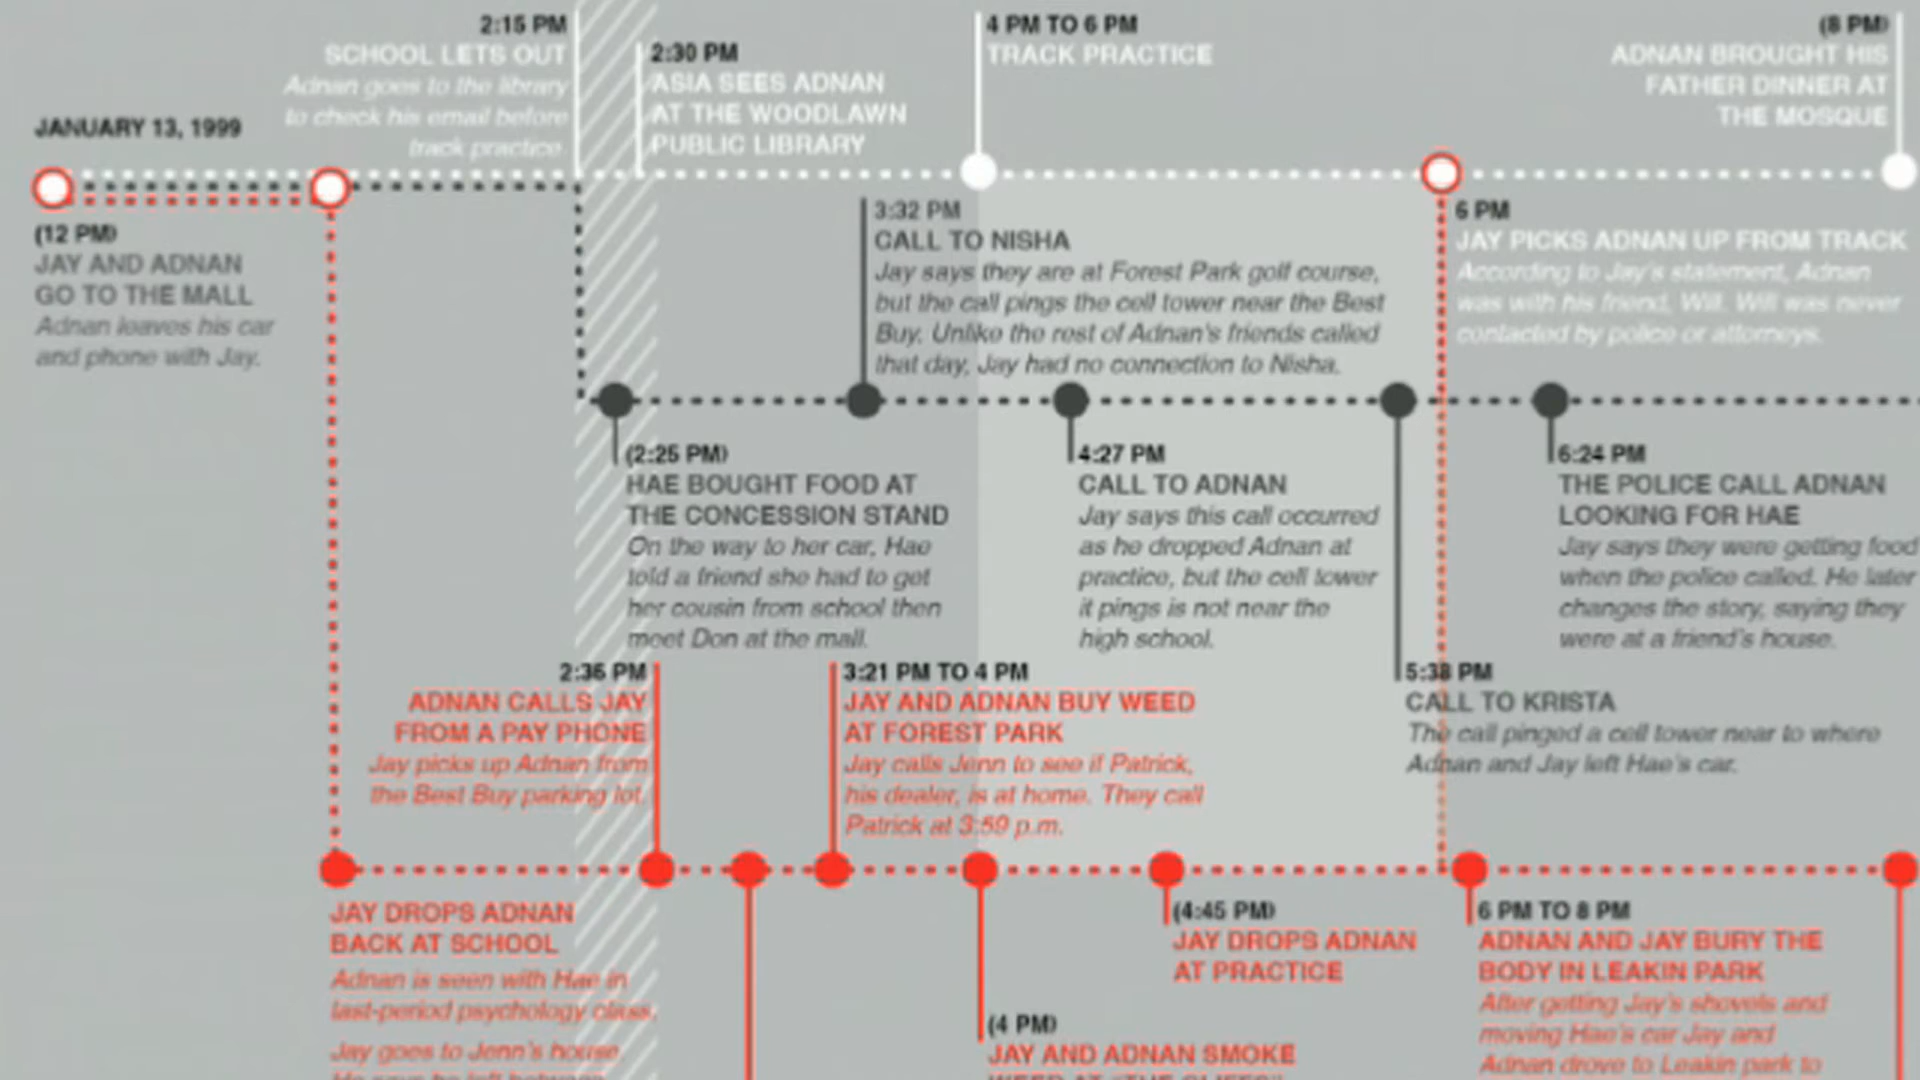 2:15 PM
SCHOOL LETS OUT
Adnan goes to the library
to check his email before
track practice.
2:30 PM
ASIA SEES ADNAN
AT THE WOODLAWN
PUBLIC LIBRARY
4 PM TO 6 PM
TRACK PRACTICE
(8 PM)
ADNAN BROUGHT HIS
FATHER DINNER AT
THE MOSQUE
JANUARY 13, 1999
(12 PM)
JAY AND ADNAN
GO TO THE MALL
Adnan leaves his car
and phone with Jay.
3:32 PM
CALL TO NISHA
Jay says they are at Forest Park golf course,
but the call pings the cell tower near the Best
Buy. Unlike the rest of Adnan's friends called
that day, Jay had no connection to Nisha.
6 PM
JAY PICKS ADNAN UP FROM TRACK
According to Jay's statement, Adnan
was with his friend, Will. Will was never
contacted by police or attorneys.
(2:25 PM)
HAE BOUGHT FOOD AT
THE CONCESSION STAND
On the way to her car, Hae
told a friend she had to get
her cousin from school then
meet Don at the mall.
4:27 PM
CALL TO ADNAN
Jay says this call occurred
as he dropped Adnan at
practice, but the cell tower
it pings is not near the
high school.
6:24 PM
THE POLICE CALL ADNAN
LOOKING FOR HAE
Jay says they were getting food
when the police called. He later
changes the story, saying they
were at a friend's house.
2:36 PM
ADNAN CALLS JAY
FROM A PAY PHONE
Jay picks up Adnan from
the Best Buy parking lot.
3:21 PM TO 4 PM
JAY AND ADNAN BUY WEED
AT FOREST PARK
Jay calls Jenn to see if Patrick,
his dealer, is at home. They call
Patrick at 3:59 p.m.
5:38 PM
CALL TO KRISTA
The call pinged a cell tower near to where
Adnan and Jay left Hae's car.
JAY DROPS ADNAN
BACK AT SCHOOL
Adnan is seen with Hae in
last-period psychology class.
Jay goes to Jenn's house.
He says he left between
(4:45 PM)
JAY DROPS ADNAN
AT PRACTICE
(4 PM)
JAY AND ADNAN SMOKE
WEED AT "THE CLIFFS"
6 PM TO 8 PM
ADNAN AND JAY BURY THE
BODY IN LEAKIN PARK
After getting Jay's shovels and
moving Hae's car Jay and
Adnan drove to Leakin park to